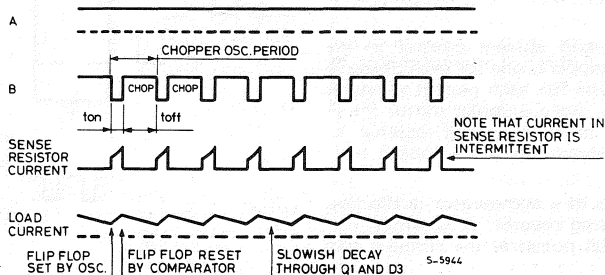 A
CHOPPER OSC. PERIOD
B
CHOP CHOP
ton toff
NOTE THAT CURRENT IN
SENSE RESISTOR IS
INTERMITTENT
SENSE
RESISTOR
CURRENT
LOAD
CURRENT
FLIP FLOP
SET BY OSC.
FLIP FLOP RESET
BY COMPARATOR
SLOWISH DECAY
THROUGH Q1 AND D3
S-5944